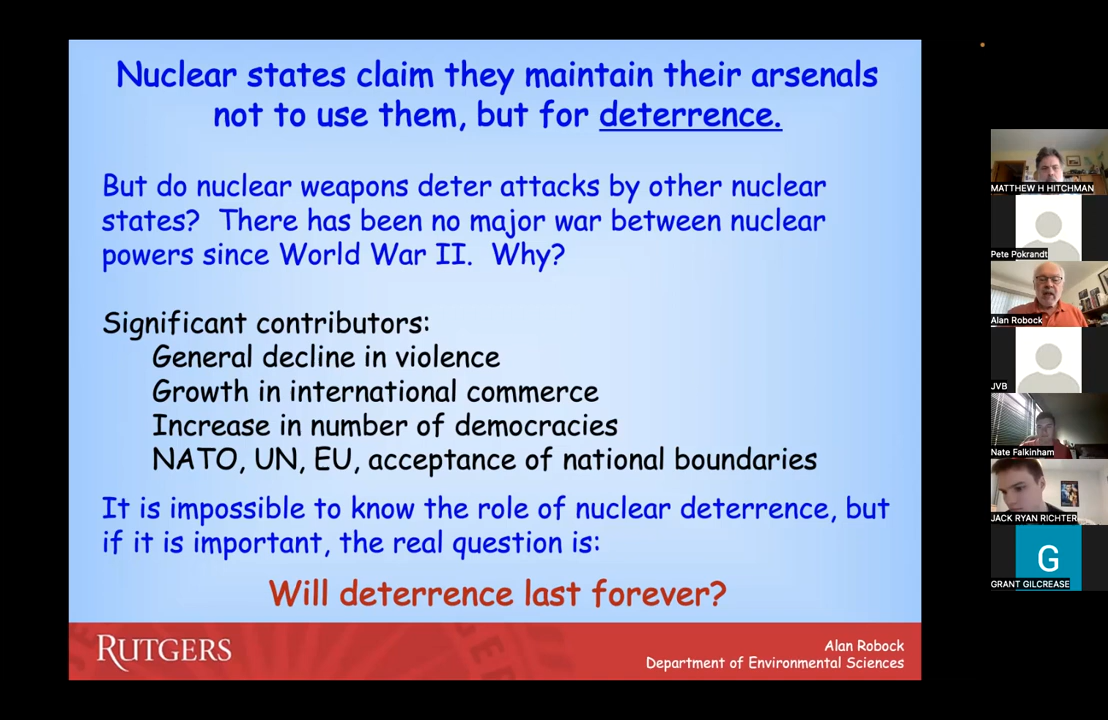 Nuclear states claim they maintain their arsenals
not to use them, but for deterrence.
But do nuclear weapons deter attacks by other nuclear
states?  There has been no major war between nuclear
powers since World War II.  Why?
Significant contributors:
General decline in violence
Growth in international commerce
Increase in number of democracies
NATO, UN, EU, acceptance of national boundaries
It is impossible to know the role of nuclear deterrence, but
if it is important, the real question is:
Will deterrence last forever?
RUTGERS
Alan Robock
Department of Environmental Sciences
MATTHEW H HITCHMAN
Pete Pokrandt
Alan Robock
JVB
Nate Falkinham
JACK RYAN RICHTER
G
GRANT GILCREASE